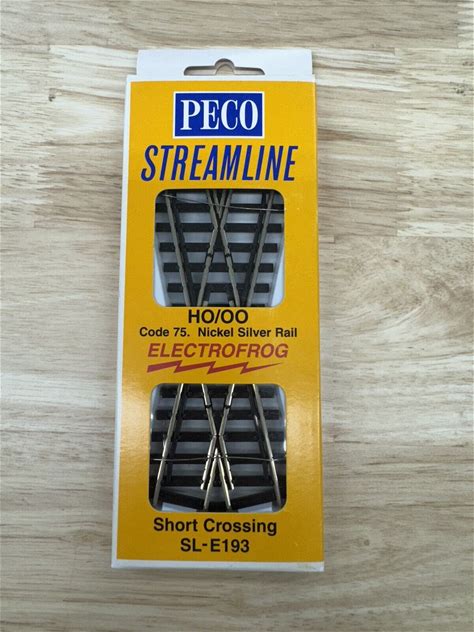 PECO
STREAMLINE
HO/OO
Code 75. Nickel Silver Rail
ELECTROFROG
Short Crossing
SL-E193